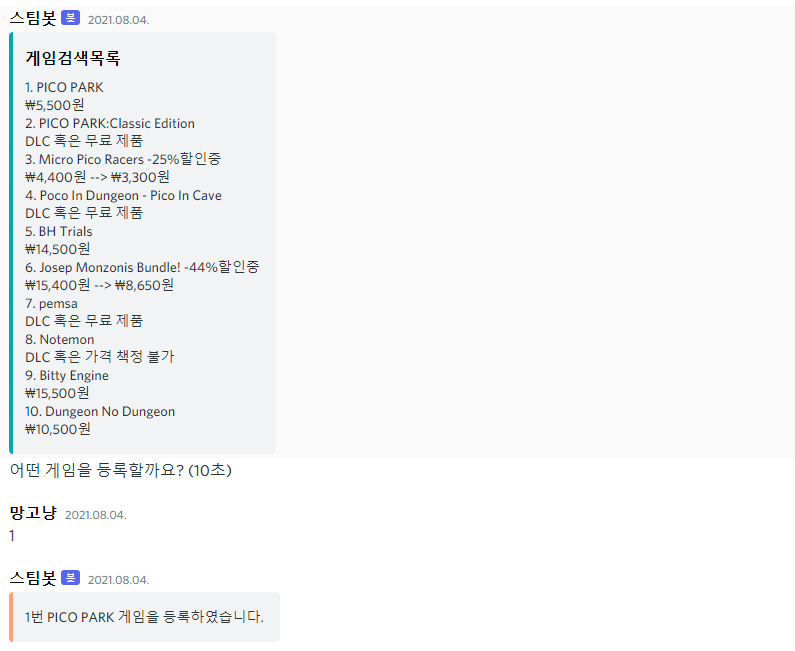 스팀봇 봇 2021.08.04.
게임검색목록
1. PICO PARK
₩5,500원
2. PICO PARK:Classic Edition
DLC 혹은 무료 제품
3. Micro Pico Racers -25%할인중
₩4,400원 --> ₩3,300원
4. Poco In Dungeon - Pico In Cave
DLC 혹은 무료 제품
5. BH Trials
₩14,500원
6. Josep Monzonis Bundle! -44%할인중
₩15,400원 --> ₩8,650원
7. pemsa
DLC 혹은 무료 제품
8. Notemon
DLC 혹은 가격 책정 불가
9. Bitty Engine
₩15,500원
10. Dungeon No Dungeon
₩10,500원
어떤 게임을 등록할까요? (10초)
망고냥 2021.08.04.
1
스팀봇 봇 2021.08.04.
1번 PICO PARK 게임을 등록하였습니다.